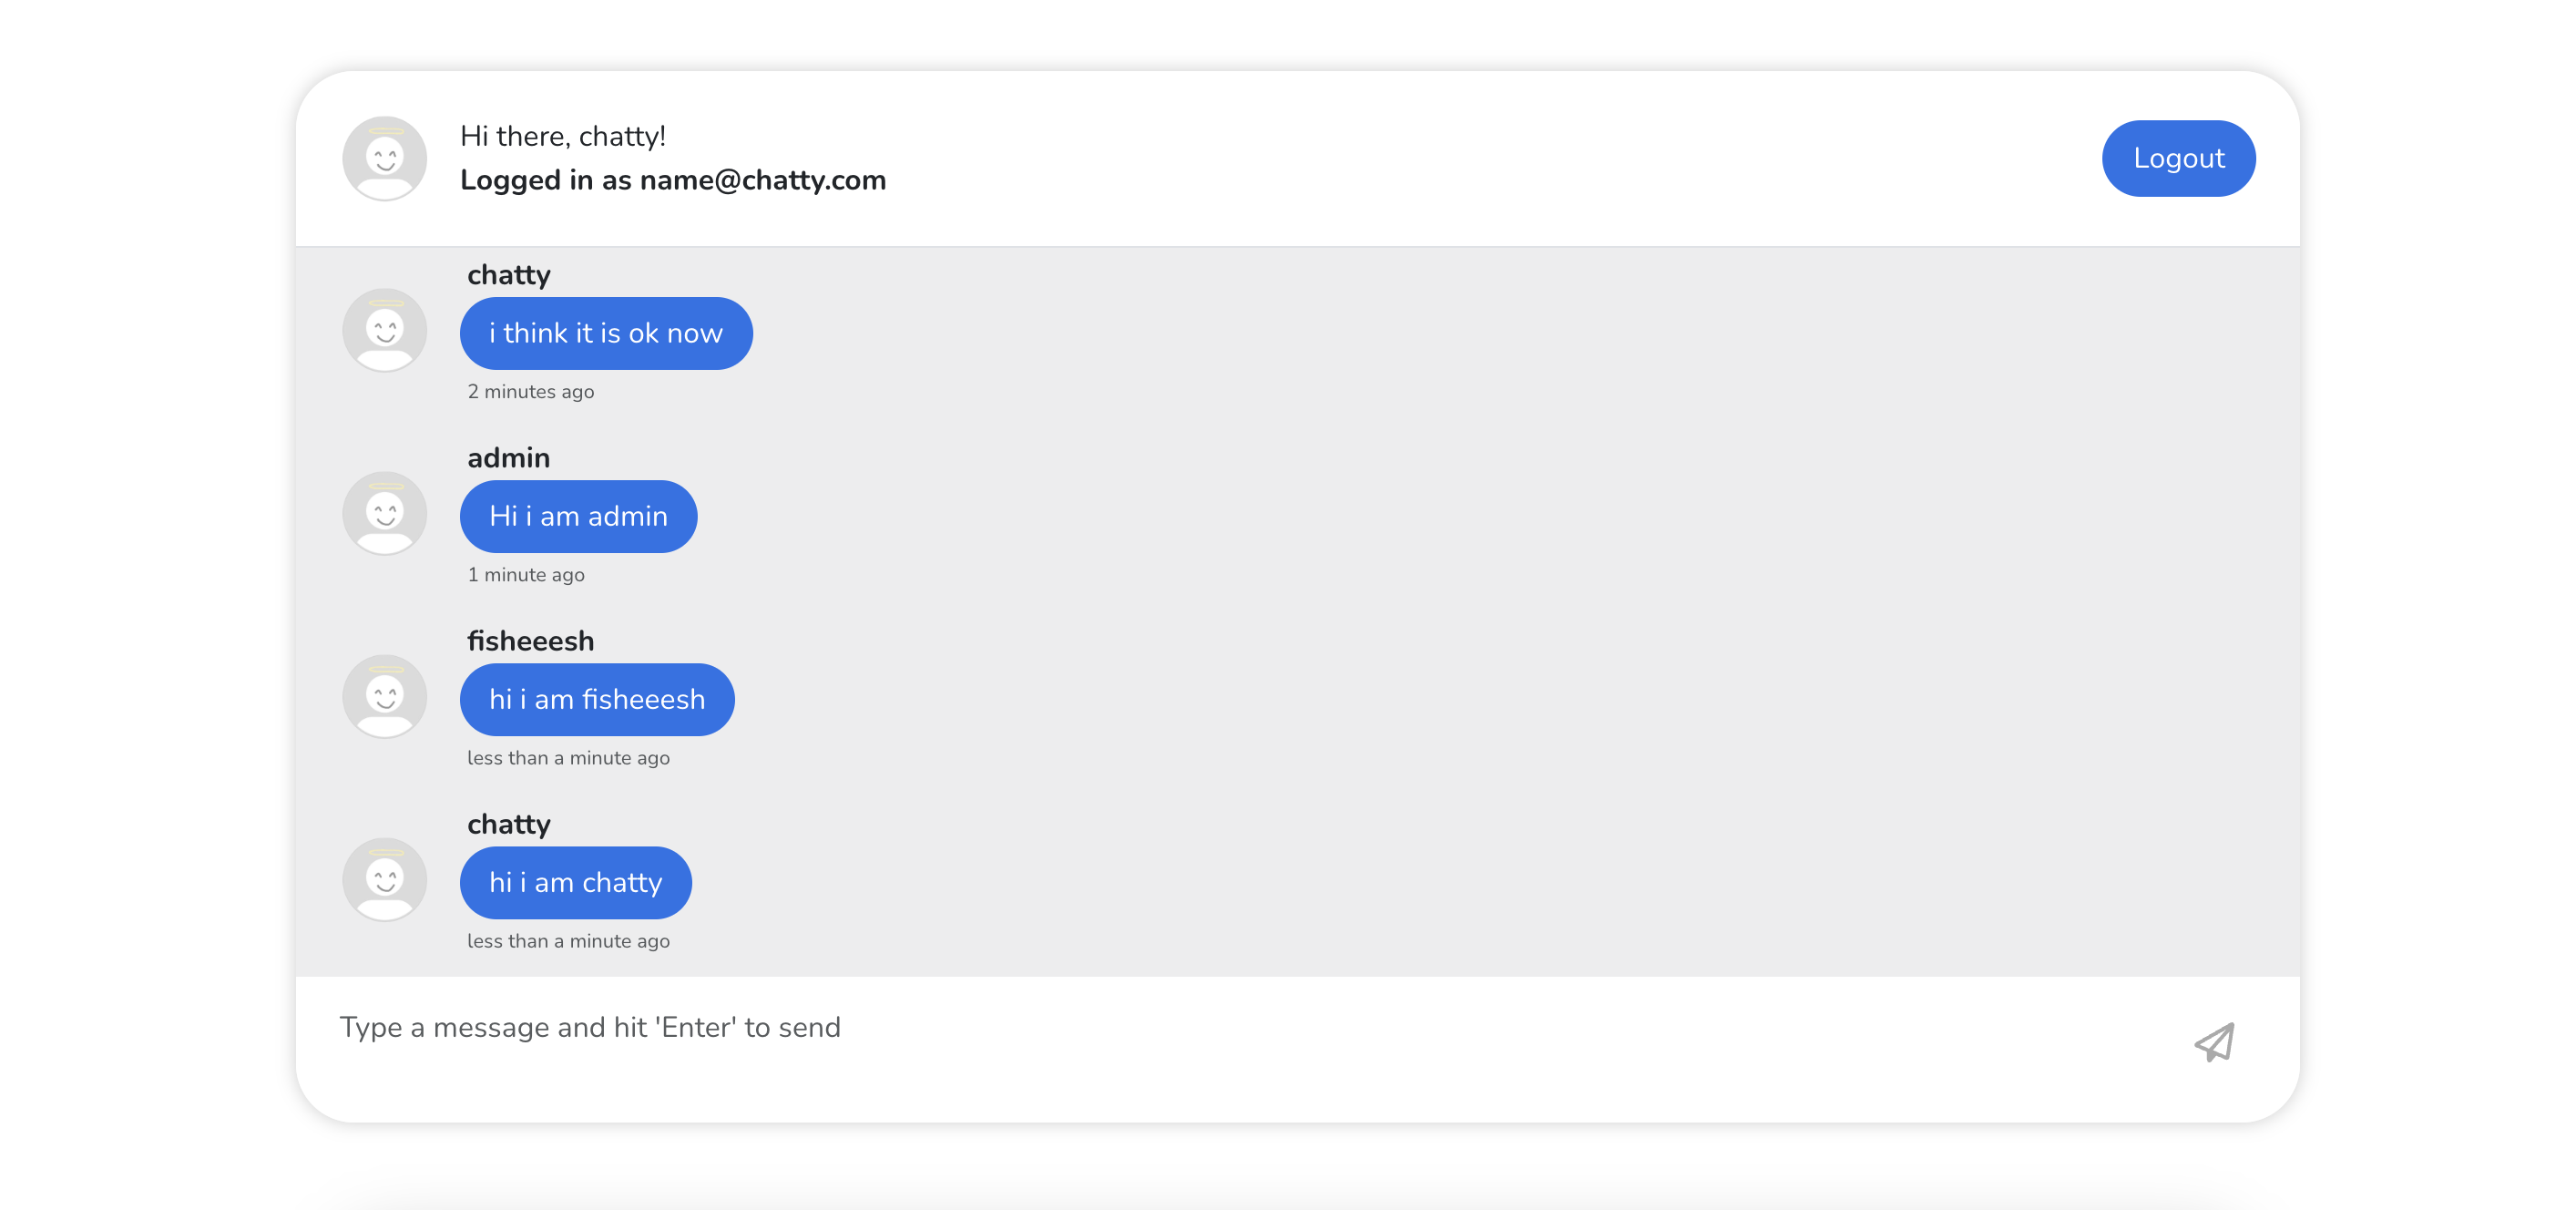 Hi there, chatty!
Logged in as name@chatty.com
Logout
chatty
i think it is ok now
2 minutes ago
admin
Hi i am admin
1 minute ago
fisheeesh
hi i am fisheeesh
less than a minute ago
chatty
hi i am chatty
less than a minute ago
Type a message and hit 'Enter' to send